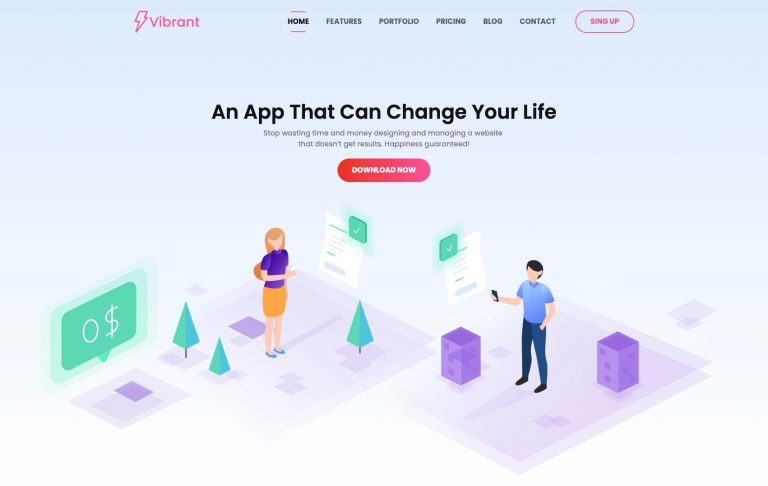 Vibrant
HOME FEATURES PORTFOLIO PRICING BLOG CONTACT SING UP
An App That Can Change Your Life
Stop wasting time and money designing and managing a website
that doesn't get results. Happiness guaranteed!
DOWNLOAD NOW
0$